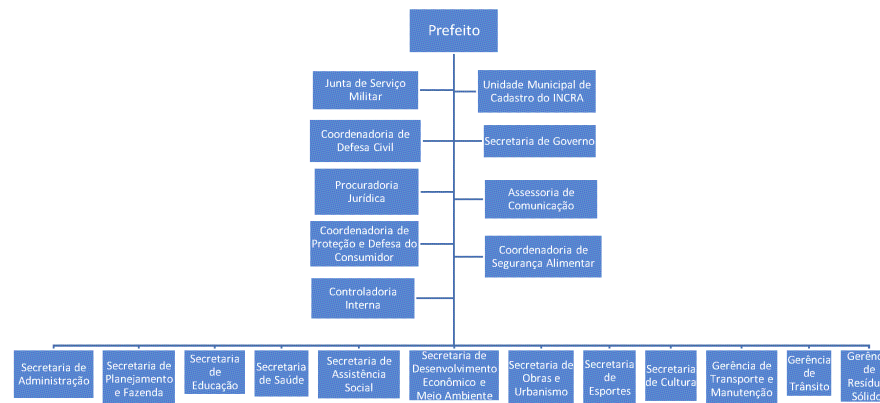 Prefeito
Junta de Serviço
Militar
Unidade Municipal de
Cadastro do INCRA
Coordenadoria de
Defesa Civil
Secretaria de Governo
Procuradoria
Jurídica
Assessoria de
Comunicação
Coordenadoria de
Proteção e Defesa do
Consumidor
Coordenadoria de
Segurança Alimentar
Controladoria
Interna
Secretaria de
Administração
Secretaria de
Planejamento
e Fazenda
Secretaria
de
Educação
Secretaria
de Saúde
Secretaria de
Assistência
Social
Secretaria de
Desenvolvimento
Econômico e
Meio Ambiente
Secretaria de
Obras e
Urbanismo
Secretaria
de
Esportes
Secretaria
de Cultura
Gerência de
Transporte e
Manutenção
Gerência
de
Trânsito
de